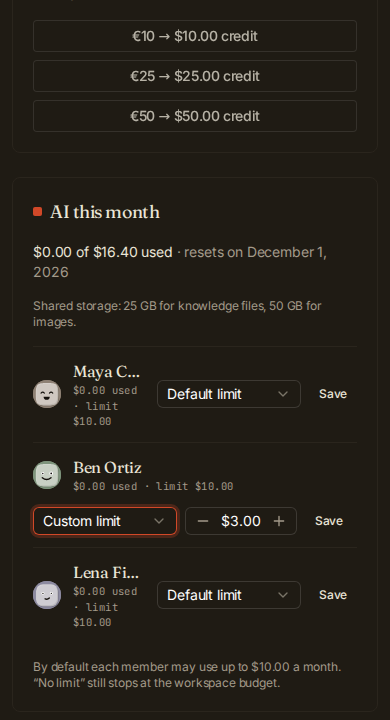 €10 → $10.00 credit
€25 → $25.00 credit
€50 → $50.00 credit
AI this month
$0.00 of $16.40 used · resets on December 1,
2026
Shared storage: 25 GB for knowledge files, 50 GB for
images.
Maya C...
$0.00 used
· limit
$10.00
Default limit
Save
Ben Ortiz
$0.00 used · limit $10.00
Custom limit
− $3.00 +
Save
Lena Fi...
$0.00 used
· limit
$10.00
Default limit
Save
By default each member may use up to $10.00 a month.
“No limit” still stops at the workspace budget.